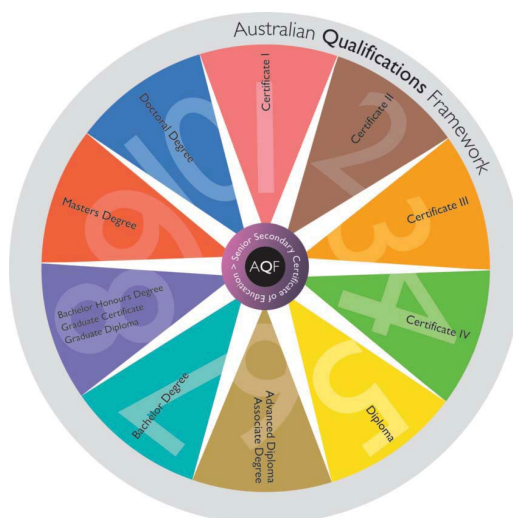 Australian Qualifications Framework
1
Certificate I
2
Certificate II
3
Certificate III
4
Certificate IV
5
Diploma
6
Advanced Diploma
Associate Degree
7
Bachelor Degree
8
Bachelor Honours Degree
Graduate Certificate
Graduate Diploma
9
Masters Degree
10
Doctoral Degree
Senior Secondary Certificate of Education >
AQF